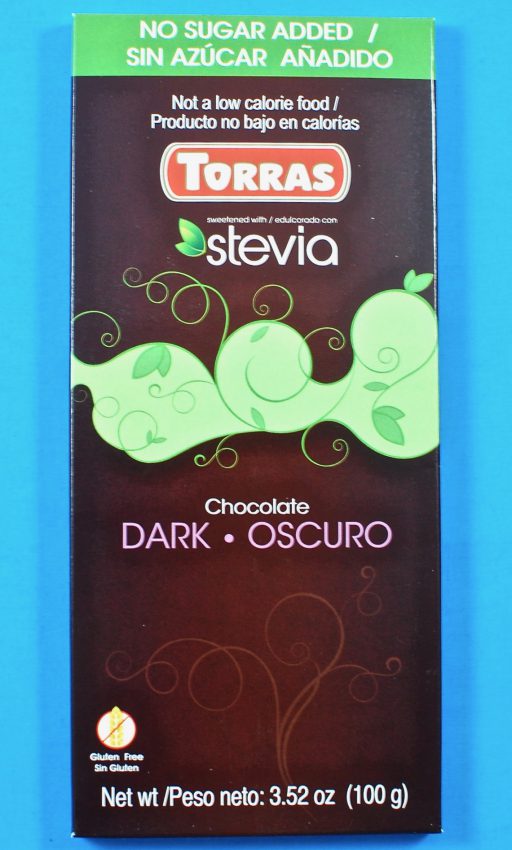 NO SUGAR ADDED /
SIN AZÚCAR AÑADIDO
Not a low calorie food /
Producto no bajo en calorías
TORRAS
sweetened with / edulcorado con
stevia
Chocolate
DARK • OSCURO
Gluten Free
Sin Gluten
Net wt /Peso neto: 3.52 oz (100 g)